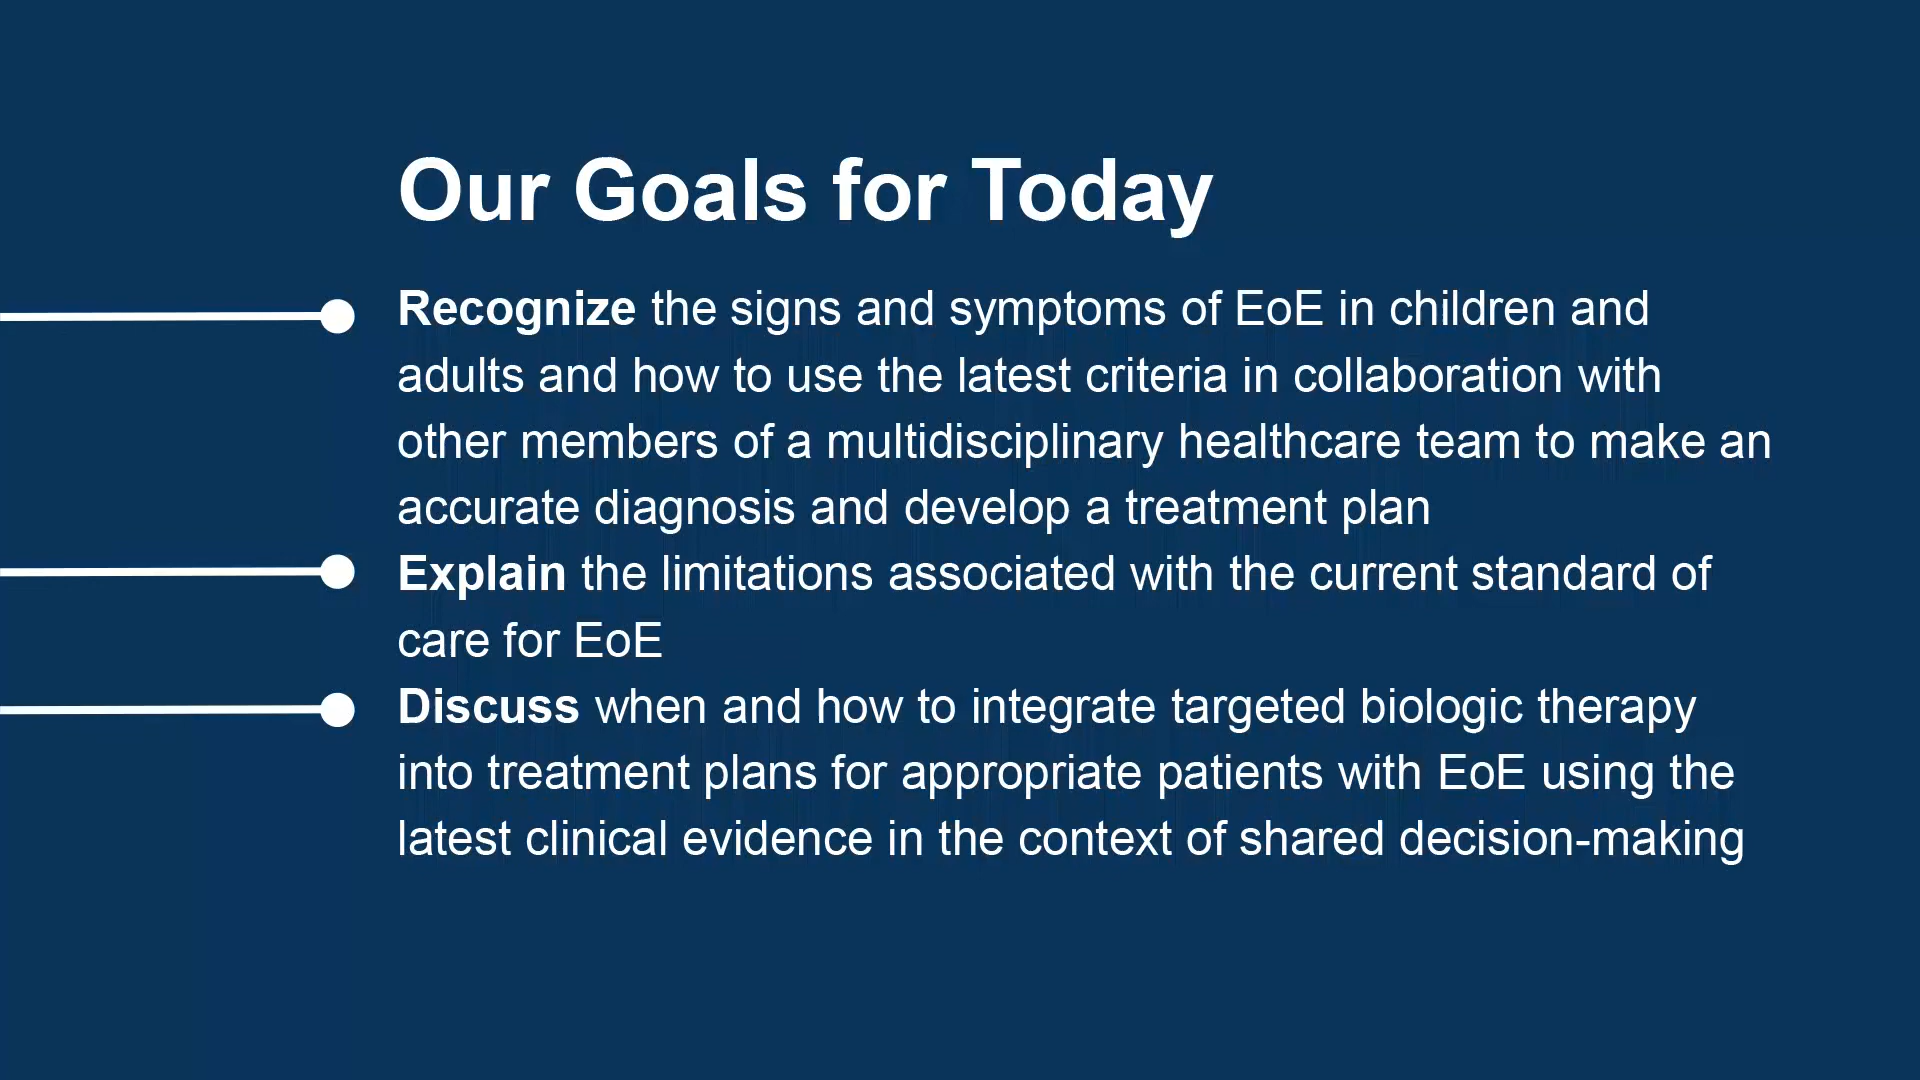 Our Goals for Today
Recognize the signs and symptoms of EoE in children and
adults and how to use the latest criteria in collaboration with
other members of a multidisciplinary healthcare team to make an
accurate diagnosis and develop a treatment plan
Explain the limitations associated with the current standard of
care for EoE
Discuss when and how to integrate targeted biologic therapy
into treatment plans for appropriate patients with EoE using the
latest clinical evidence in the context of shared decision-making